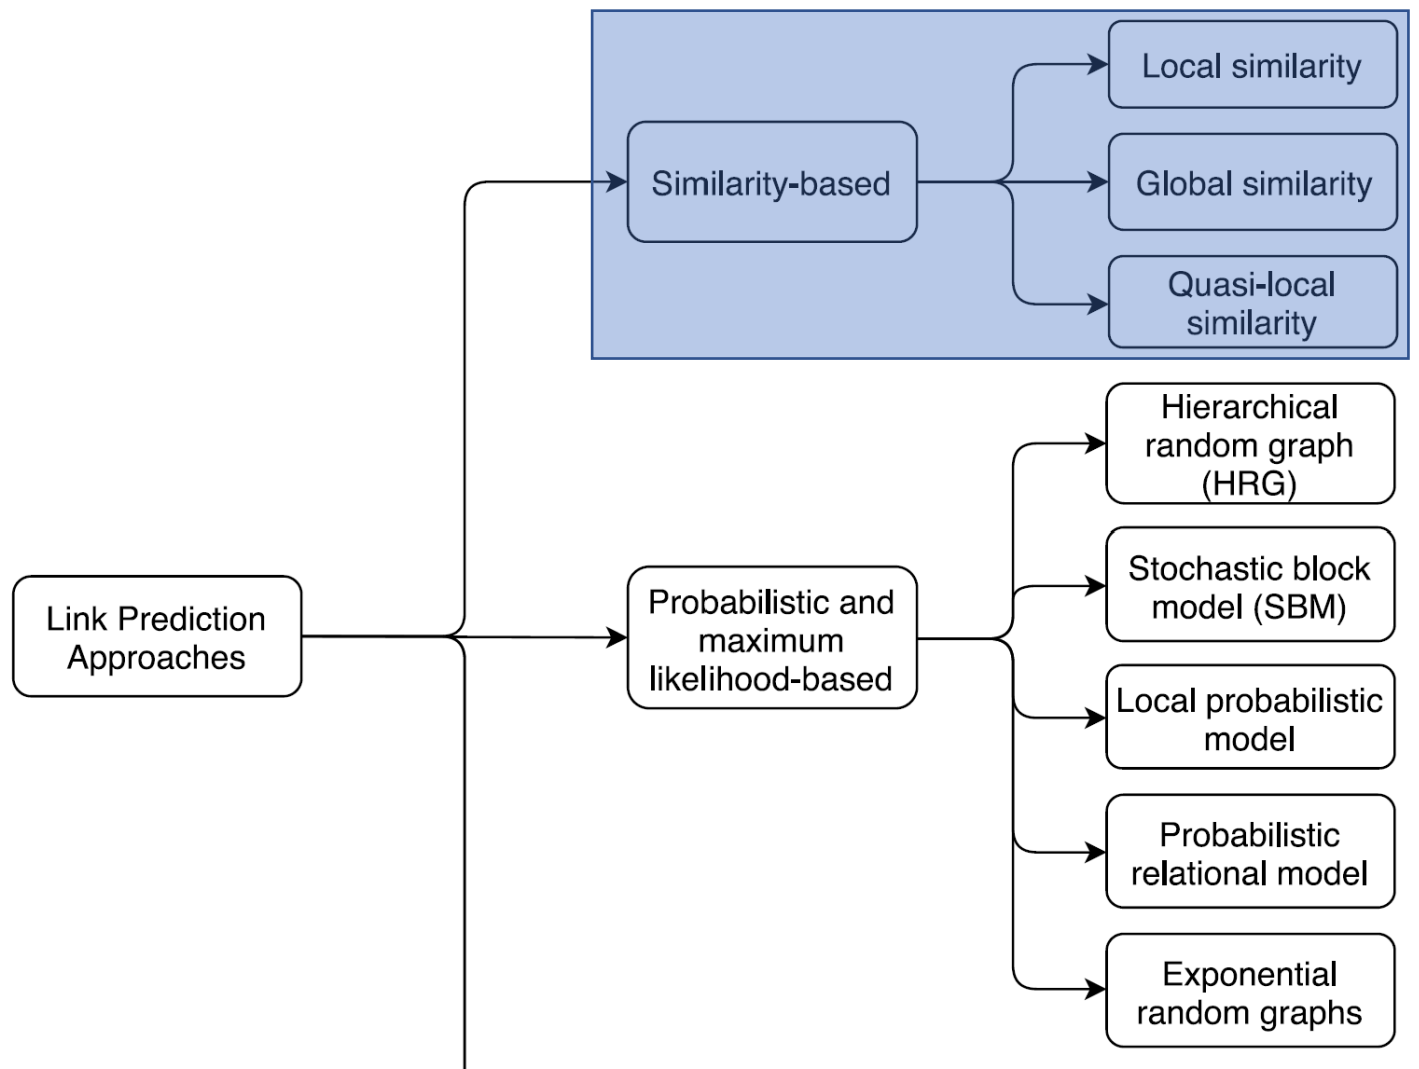 Link Prediction
Approaches
Similarity-based
Local similarity
Global similarity
Quasi-local
similarity
Probabilistic and
maximum
likelihood-based
Hierarchical
random graph
(HRG)
Stochastic block
model (SBM)
Local probabilistic
model
Probabilistic
relational model
Exponential
random graphs